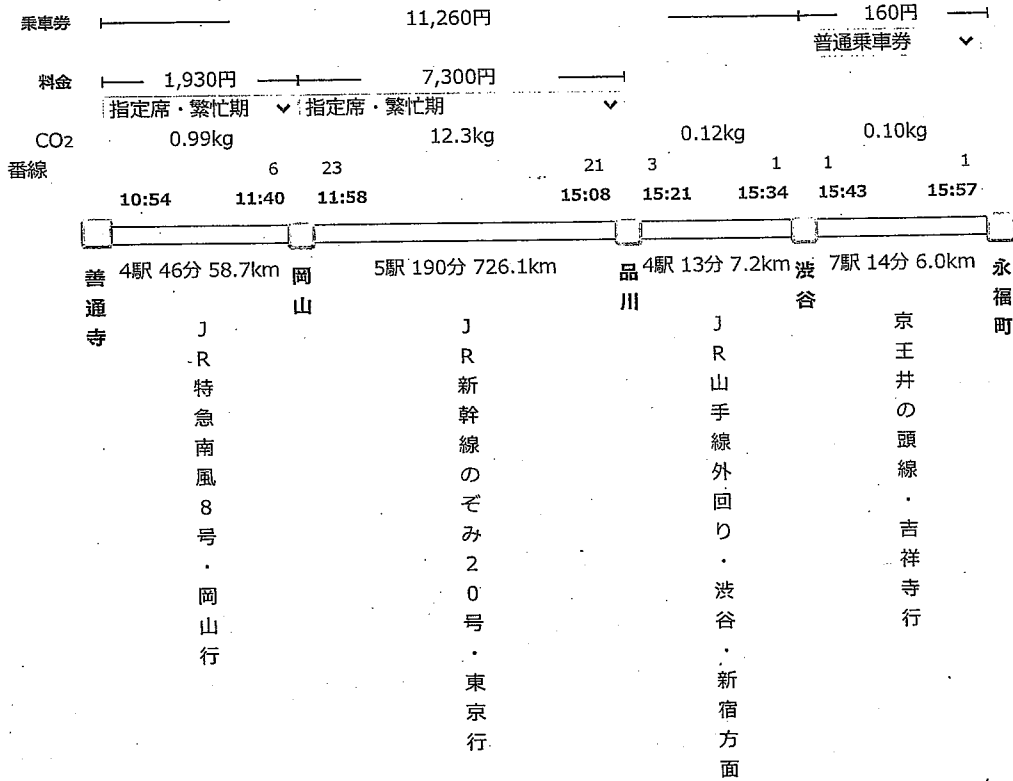 乗車券 11,260円 160円
普通乗車券
料金 1,930円 7,300円
指定席・繁忙期 指定席・繁忙期
CO2 0.99kg 12.3kg 0.12kg 0.10kg
番線 6 23 21 3 1 1 1
10:54 11:40 11:58 15:08 15:21 15:34 15:43 15:57
4駅 46分 58.7km 5駅 190分 726.1km 4駅 13分 7.2km 7駅 14分 6.0km
善通寺
岡山
品川
渋谷
永福町
JR特急南風8号・岡山行
JR新幹線のぞみ20号・東京行
JR山手線外回り・渋谷・新宿方面
京王井の頭線・吉祥寺行